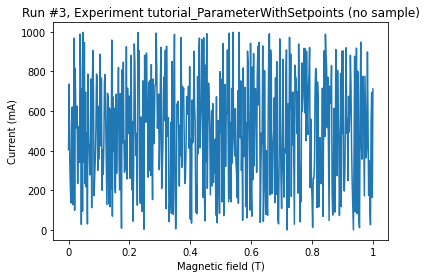 Run #3, Experiment tutorial_ParameterWithSetpoints (no sample)
1000
800
600
400
200
0
Current (mA)
0 0.2 0.4 0.6 0.8 1
Magnetic field (T)